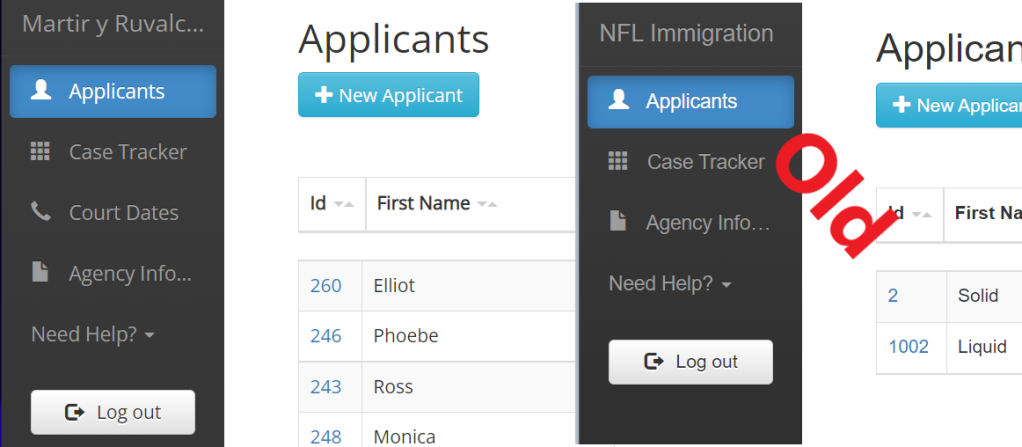 Martir y Ruvalc...
Applicants
Case Tracker
Court Dates
Agency Info...
Need Help?
Log out
Applicants
New Applicant
Id First Name
260 Elliot
246 Phoebe
243 Ross
248 Monica
NFL Immigration
Applicants
Case Tracker
Agency Info...
Need Help?
Log out
Old
Applican
New Applicar
Id First Na
2 Solid
1002 Liquid